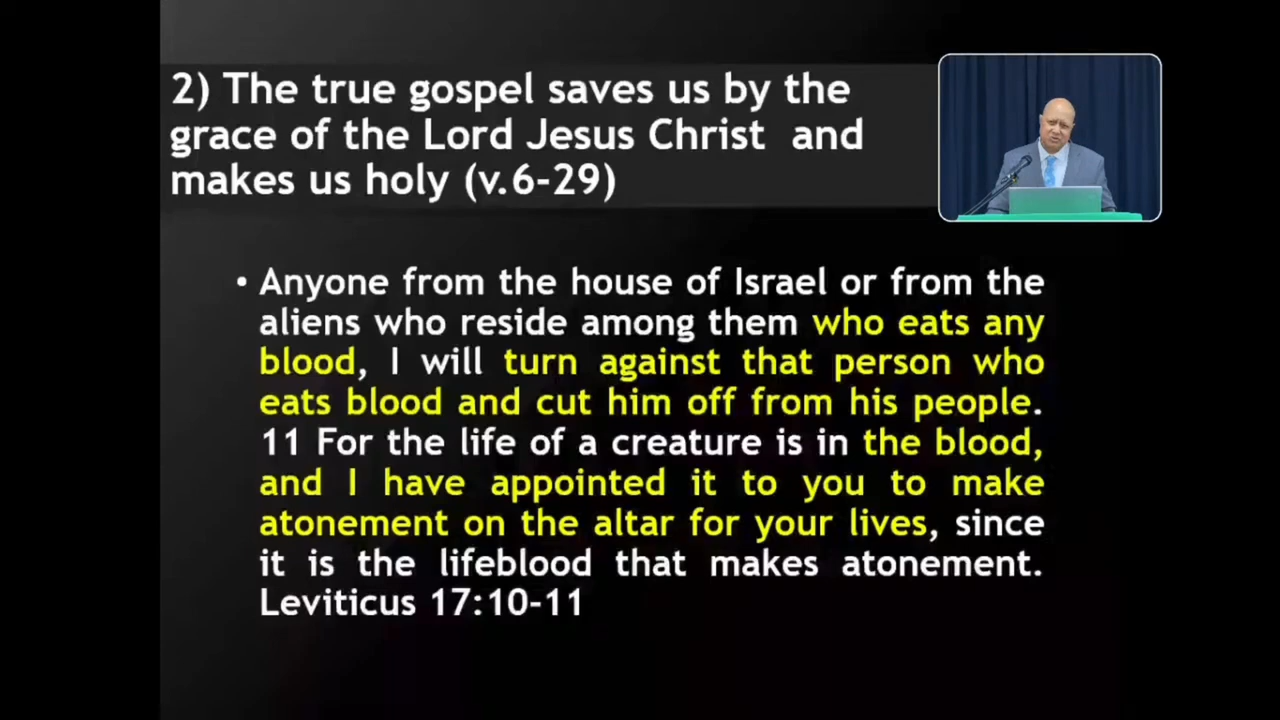 2) The true gospel saves us by the
grace of the Lord Jesus Christ and
makes us holy (v.6-29)
• Anyone from the house of Israel or from the
aliens who reside among them who eats any
blood, I will turn against that person who
eats blood and cut him off from his people.
11 For the life of a creature is in the blood,
and I have appointed it to you to make
atonement on the altar for your lives, since
it is the lifeblood that makes atonement.
Leviticus 17:10-11